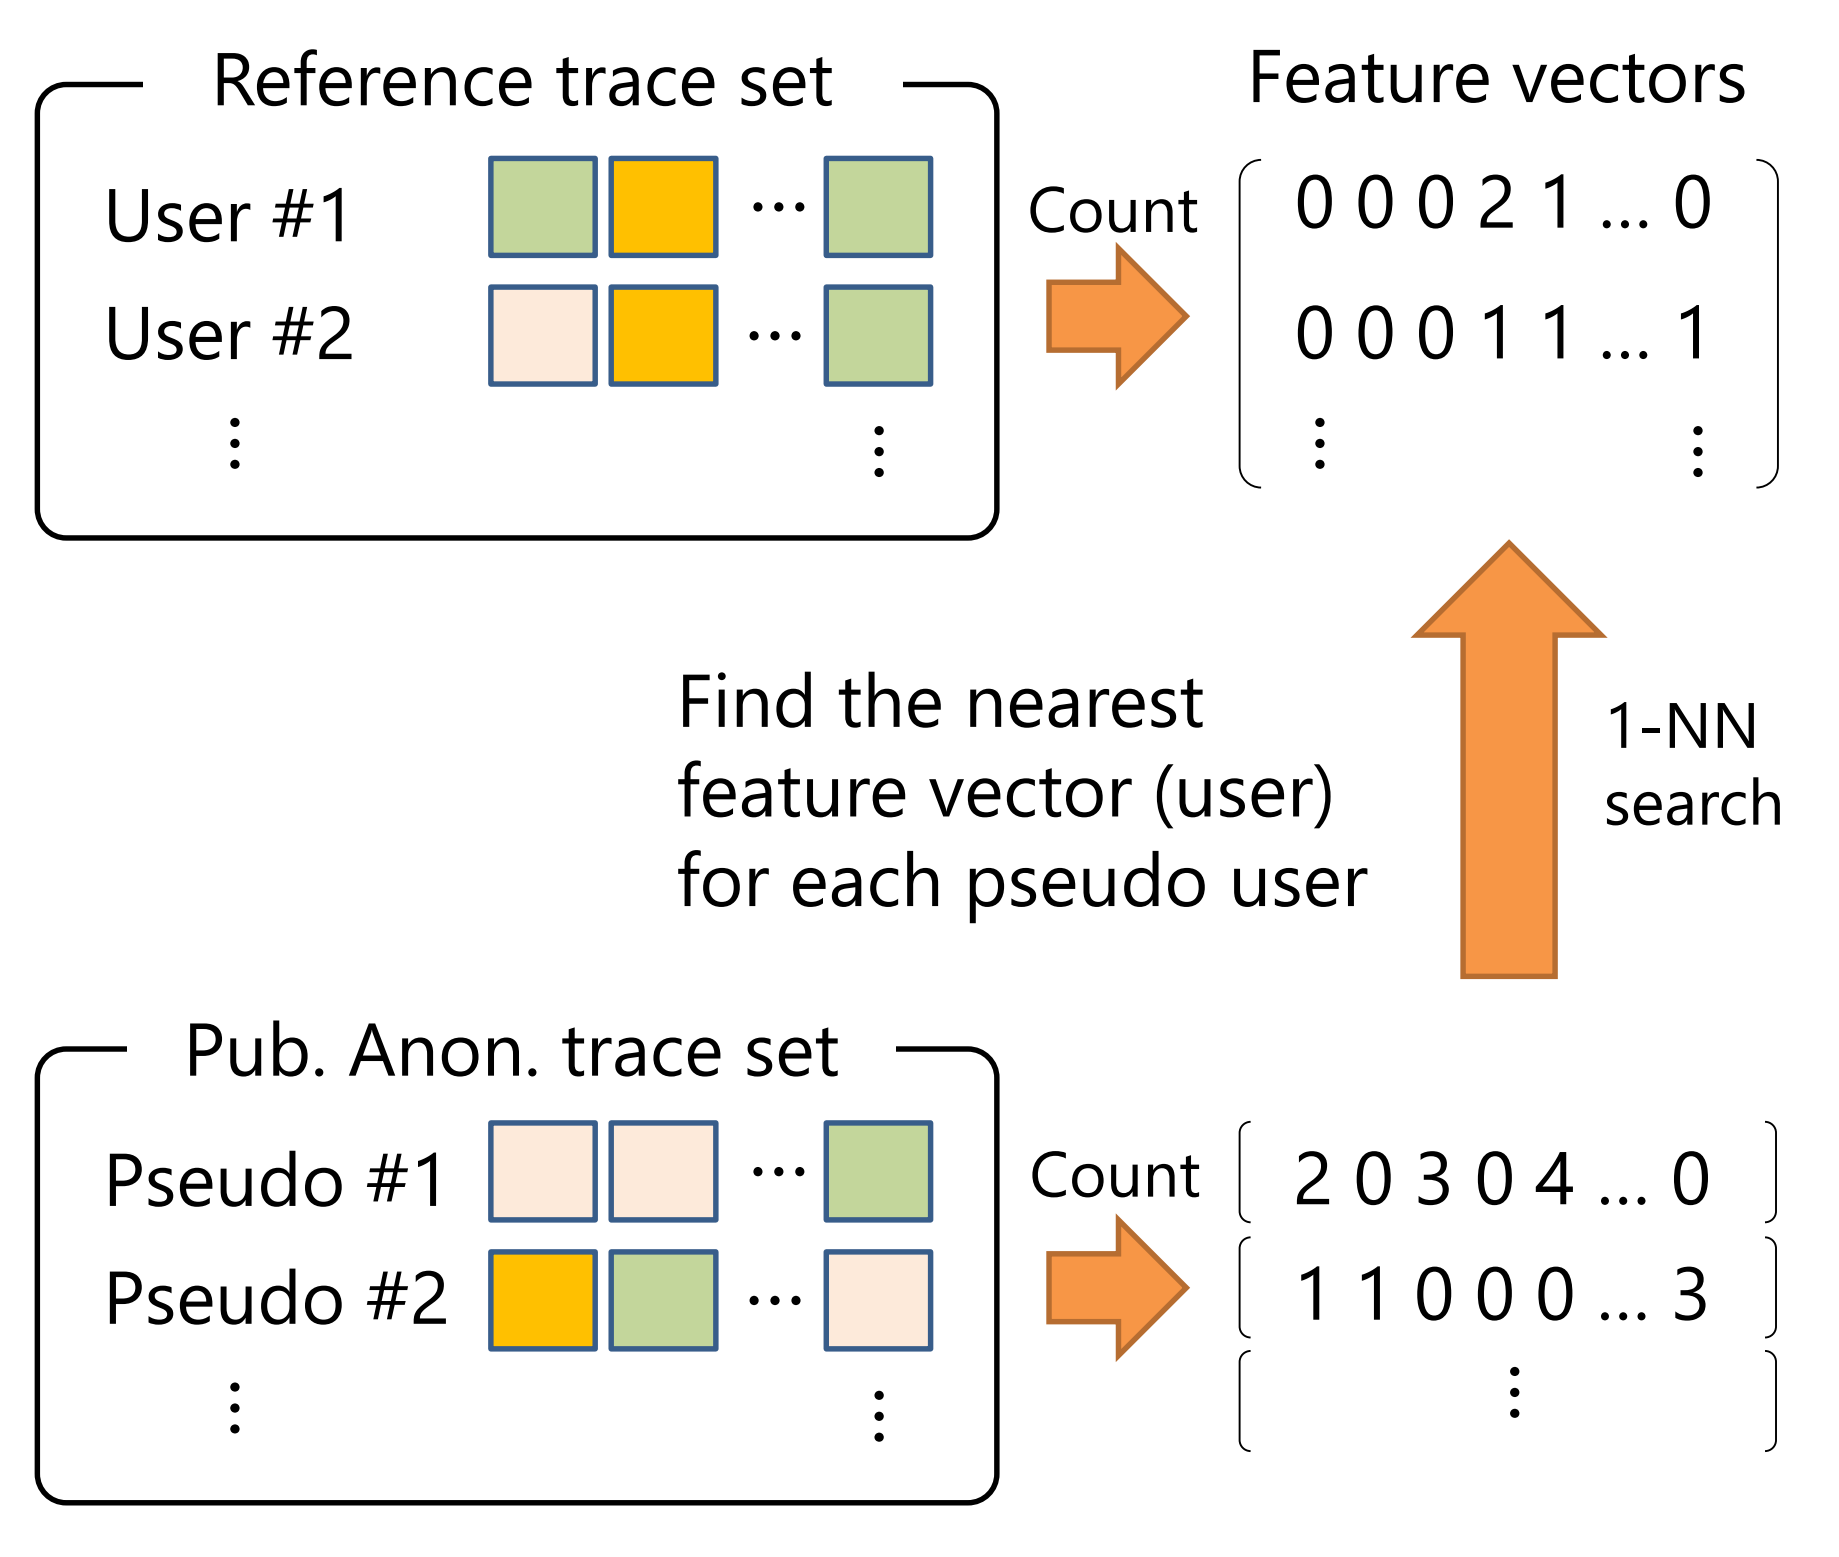 Reference trace set
Feature vectors
User #1 ...
Count
0 0 0 2 1 ... 0
User #2 ...
0 0 0 1 1 ... 1
Find the nearest
feature vector (user)
for each pseudo user
1-NN
search
Pub. Anon. trace set
Pseudo #1 ...
Count
2 0 3 0 4 ... 0
Pseudo #2 ...
1 1 0 0 0 ... 3